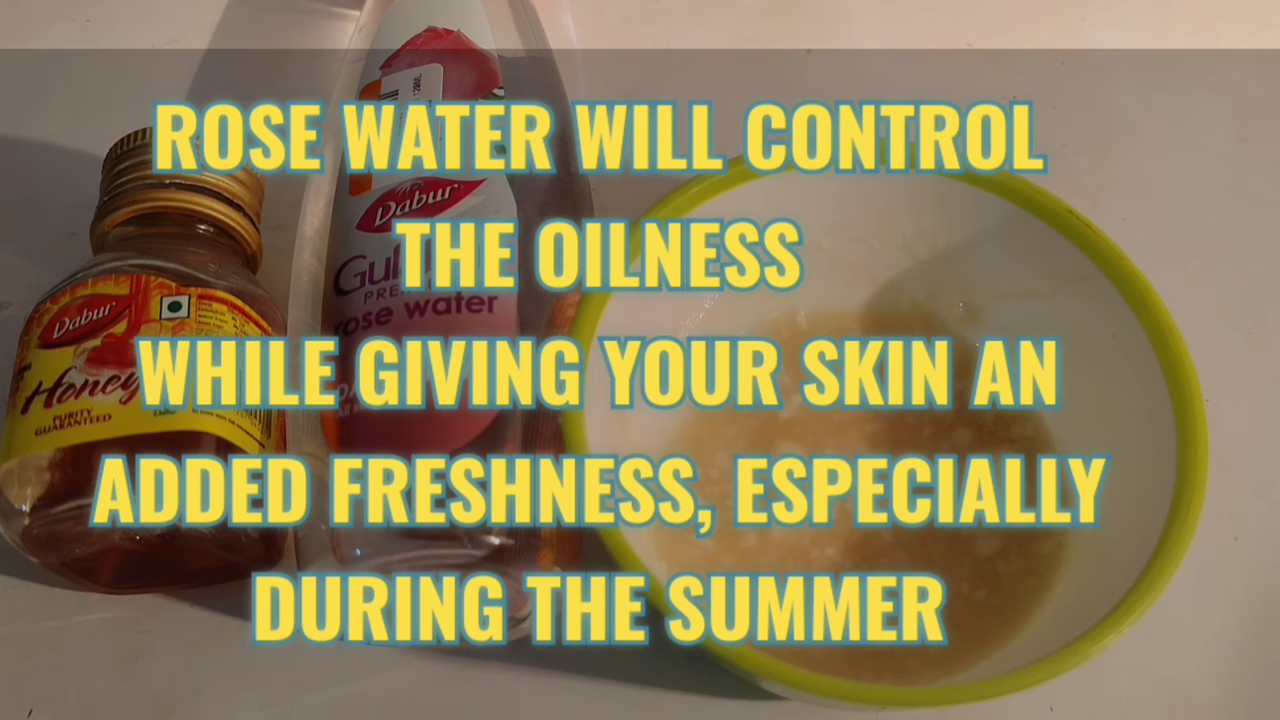 ROSE WATER WILL CONTROL
THE OILNESS
WHILE GIVING YOUR SKIN AN
ADDED FRESHNESS, ESPECIALLY
DURING THE SUMMER
Dabur
Honey
PURITY
GUARANTEED
Dabur
rose water